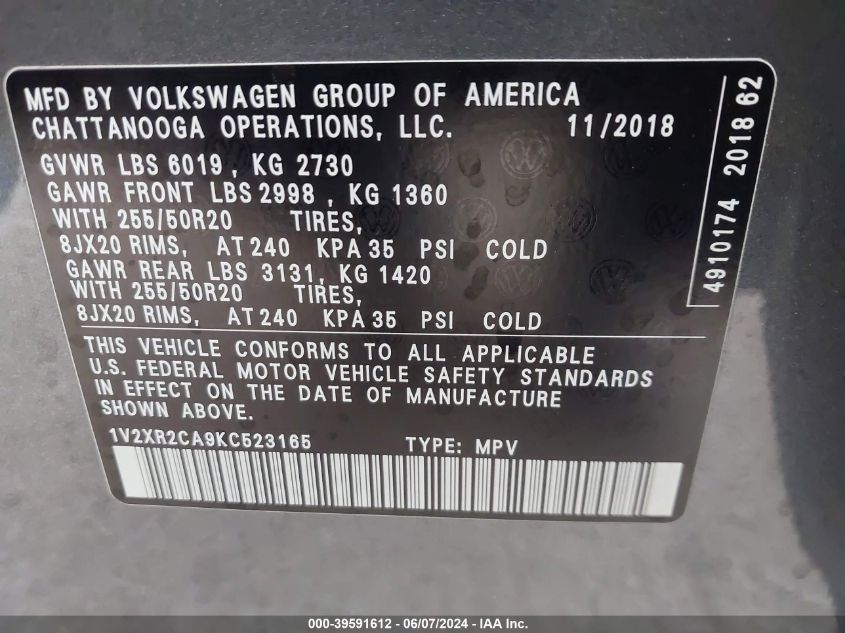 MFD BY VOLKSWAGEN GROUP OF AMERICA
CHATTANOOGA OPERATIONS, LLC. 11/2018
GVWR LBS 6019, KG 2730
GAWR FRONT LBS 2998, KG 1360
WITH 255/50R20 TIRES,
8JX20 RIMS, AT 240 KPA 35 PSI COLD
GAWR REAR LBS 3131, KG 1420
WITH 255/50R20 TIRES,
8JX20 RIMS, AT 240 KPA 35 PSI COLD
THIS VEHICLE CONFORMS TO ALL APPLICABLE
U.S. FEDERAL MOTOR VEHICLE SAFETY STANDARDS
IN EFFECT ON THE DATE OF MANUFACTURE
SHOWN ABOVE.
1V2XR2CA9KC523165 TYPE: MPV
4910174 2018 62
000-39591612 - 06/07/2024 - IAA Inc.